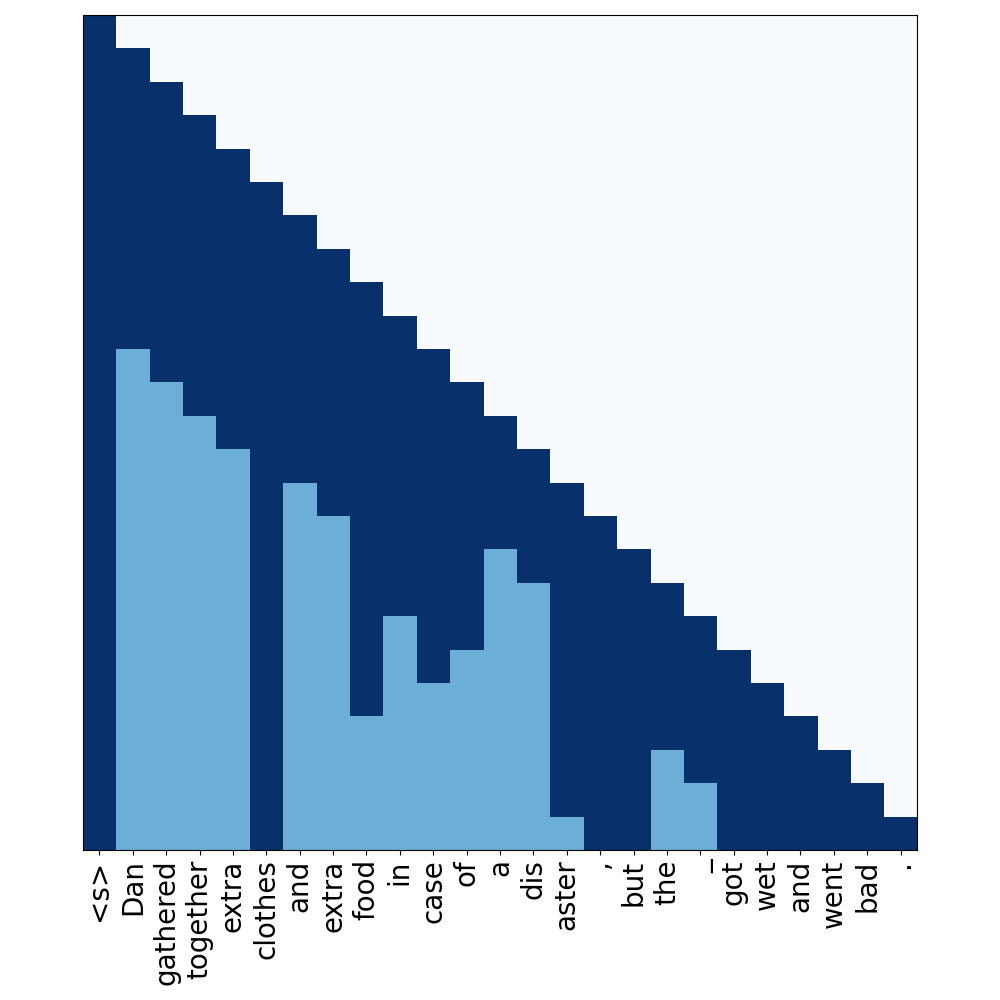 <s> Dan gathered together extra clothes and extra food in case of a dis aster , but the _ got wet and went bad .